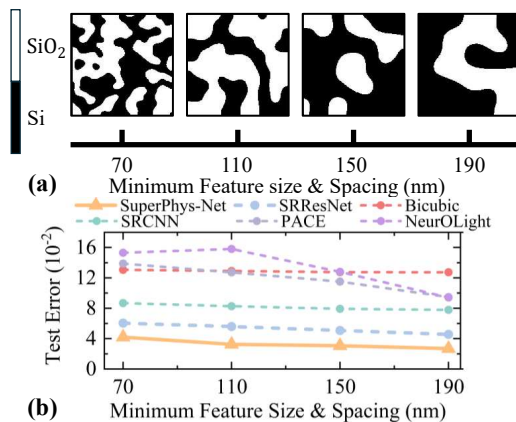 SiO2
Si
70 110 150 190
(a) Minimum Feature size & Spacing (nm)
SuperPhys-Net SRResNet Bicubic
SRCNN PACE NeurOLight
Test Error (10-2)
16
12
8
4
0
70 110 150 190
(b) Minimum Feature Size & Spacing (nm)